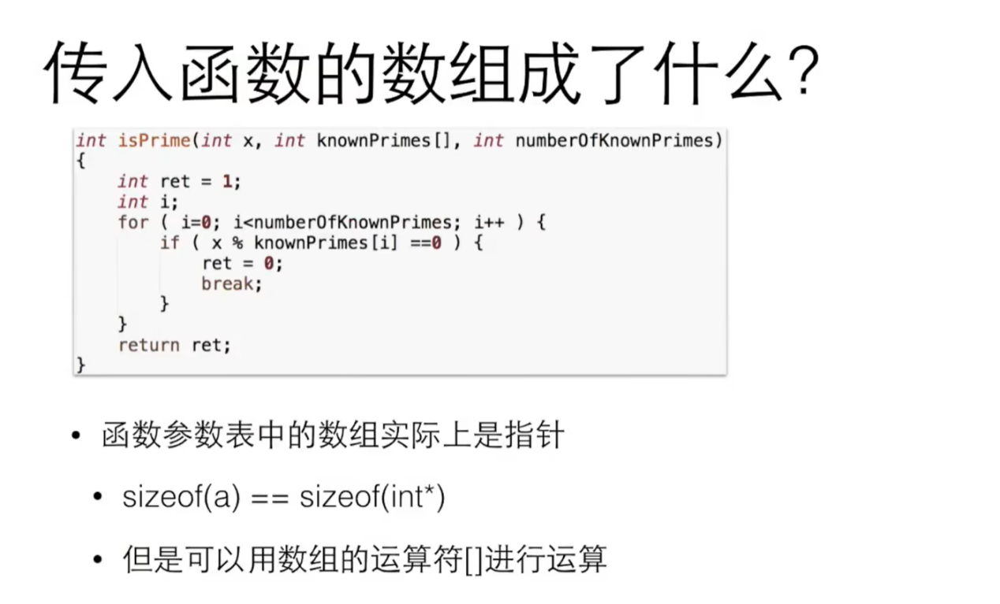 传入函数的数组成了什么?
int isPrime(int x, int knownPrimes[], int numberOfKnownPrimes)
{
    int ret = 1;
    int i;
    for ( i=0; i<numberOfKnownPrimes; i++ ) {
        if ( x % knownPrimes[i] ==0 ) {
            ret = 0;
            break;
        }
    }
    return ret;
}
• 函数参数表中的数组实际上是指针
• sizeof(a) == sizeof(int*)
• 但是可以用数组的运算符[]进行运算